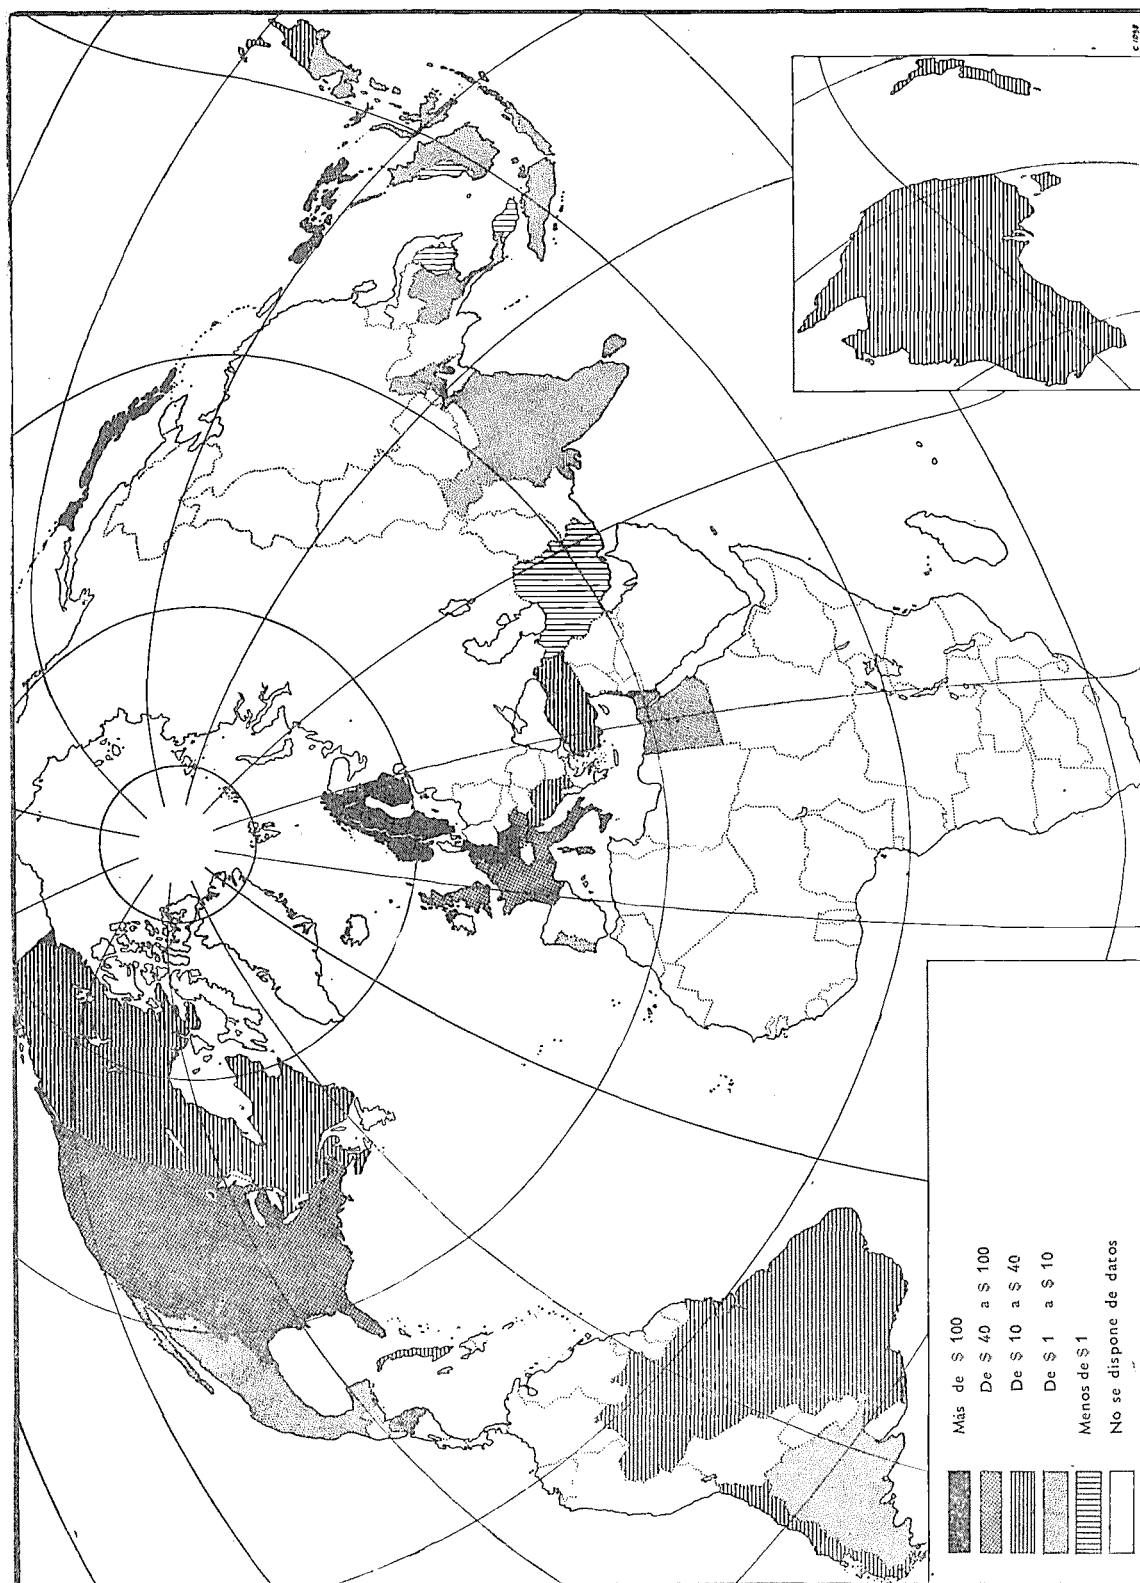 Más de $ 100
De $ 40 a $ 100
De $ 10 a $ 40
De $ 1 a $ 10
Menos de $ 1
No se dispone de datos